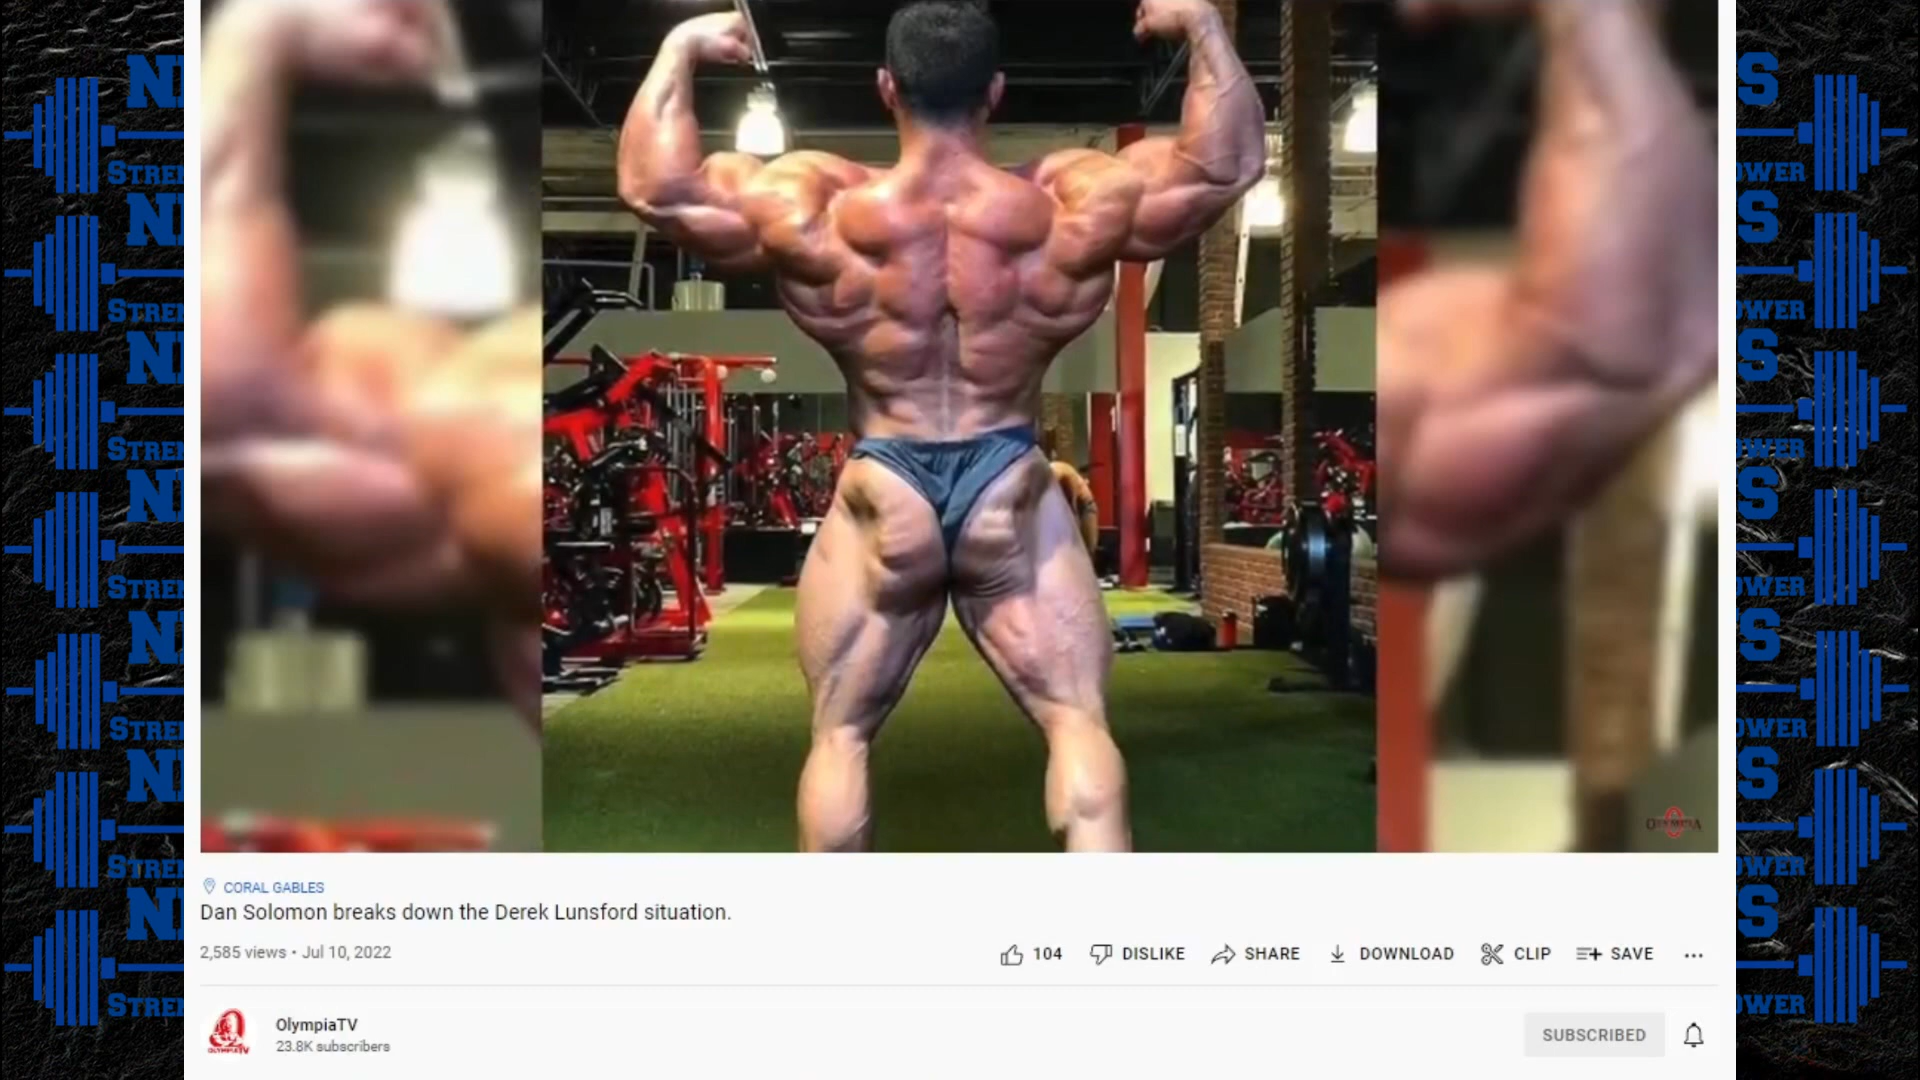 OLYMPIA
CORAL GABLES
Dan Solomon breaks down the Derek Lunsford situation.
2,585 views • Jul 10, 2022
104
DISLIKE
SHARE
DOWNLOAD
CLIP
SAVE
OlympiaTV
23.8K subscribers
SUBSCRIBED